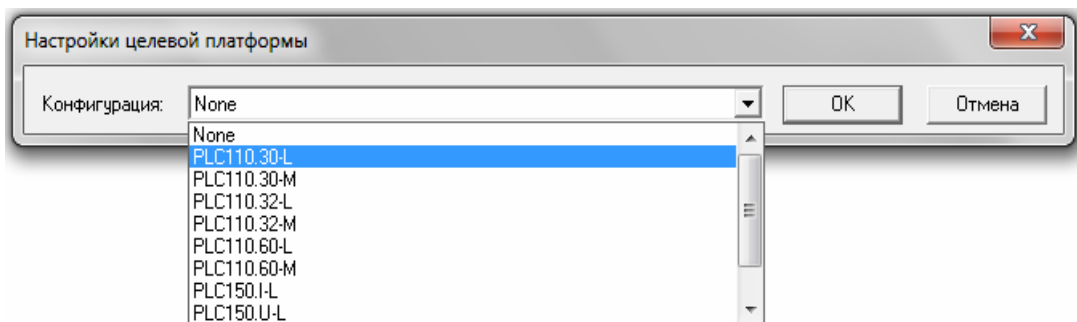 Настройки целевой платформы
Конфигурация: None OK Отмена
None
PLC110.30-L
PLC110.30-M
PLC110.32-L
PLC110.32-M
PLC110.60-L
PLC110.60-M
PLC150.I-L
PLC150.U-L